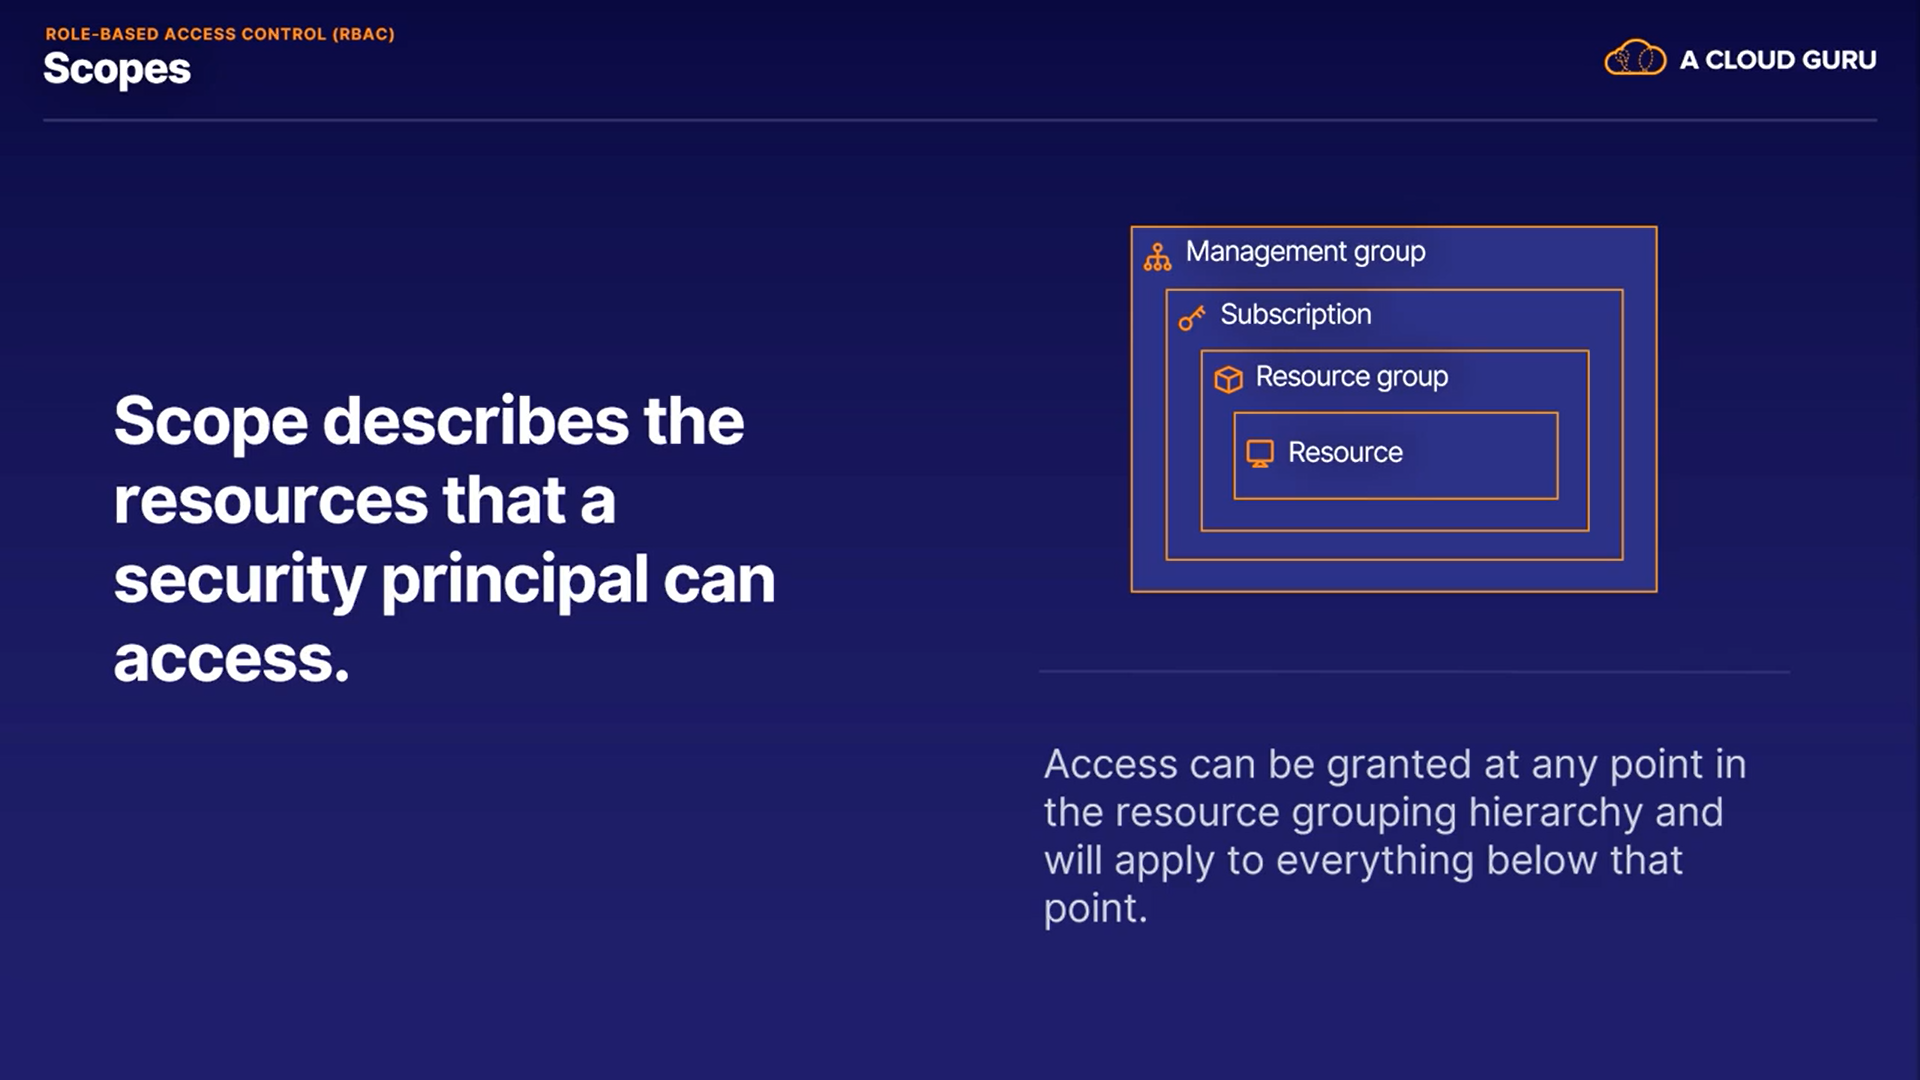 ROLE-BASED ACCESS CONTROL (RBAC)
Scopes
A CLOUD GURU
Scope describes the
resources that a
security principal can
access.
Management group
Subscription
Resource group
Resource
Access can be granted at any point in
the resource grouping hierarchy and
will apply to everything below that
point.